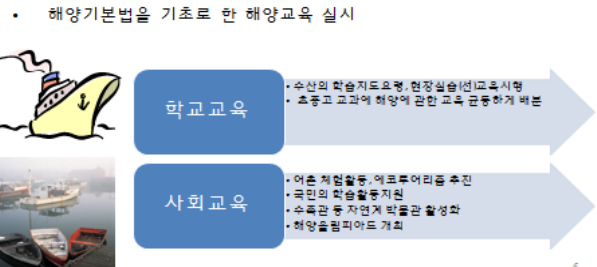 • 해양기본법을 기초로 한 해양교육 실시
학교교육
• 수산의 학습지도요령,현장실습(선)교육시행
• 초중고 교과에 해양에 관한 교육 균등하게 배분
사회교육
• 어촌 체험활동,에코투어리즘 추진
• 국민의 학습활동지원
• 수족관 등 자연계 박물관 활성화
• 해양올림피아드 개최